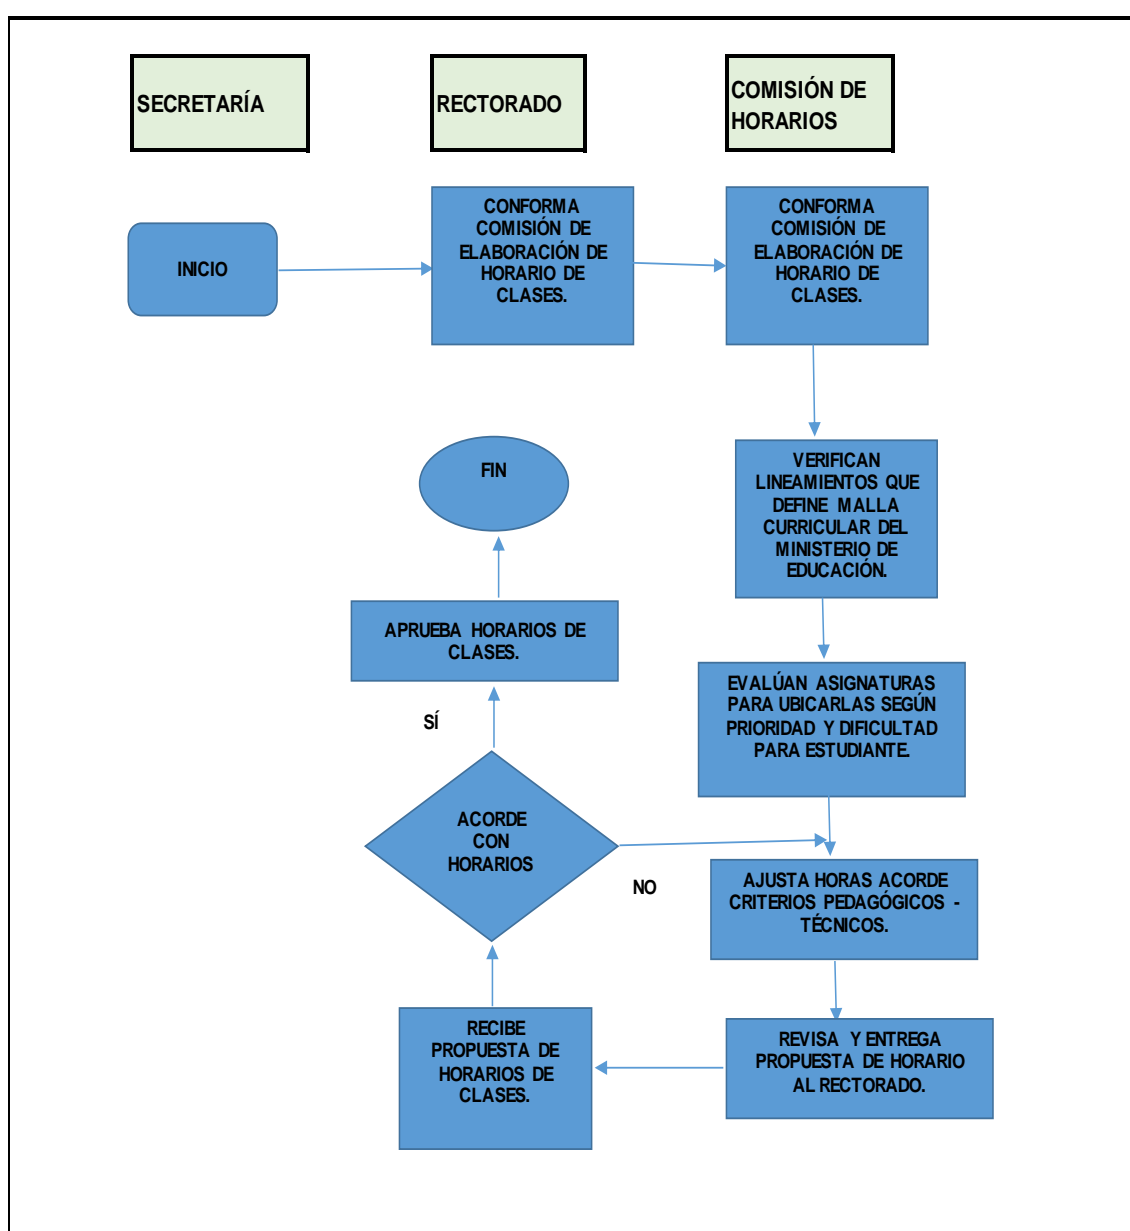 SECRETARÍA
RECTORADO
COMISIÓN DE
HORARIOS
INICIO
CONFORMA
COMISIÓN DE
ELABORACIÓN DE
HORARIO DE
CLASES.
CONFORMA
COMISIÓN DE
ELABORACIÓN DE
HORARIO DE
CLASES.
VERIFICAN
LINEAMIENTOS QUE
DEFINE MALLA
CURRICULAR DEL
MINISTERIO DE
EDUCACIÓN.
EVALÚAN ASIGNATURAS
PARA UBICARLAS SEGÚN
PRIORIDAD Y DIFICULTAD
PARA ESTUDIANTE.
AJUSTA HORAS ACORDE
CRITERIOS PEDAGÓGICOS -
TÉCNICOS.
REVISA Y ENTREGA
PROPUESTA DE HORARIO
AL RECTORADO.
RECIBE
PROPUESTA DE
HORARIOS DE
CLASES.
ACORDE
CON
HORARIOS
NO
SÍ
APRUEBA HORARIOS DE
CLASES.
FIN